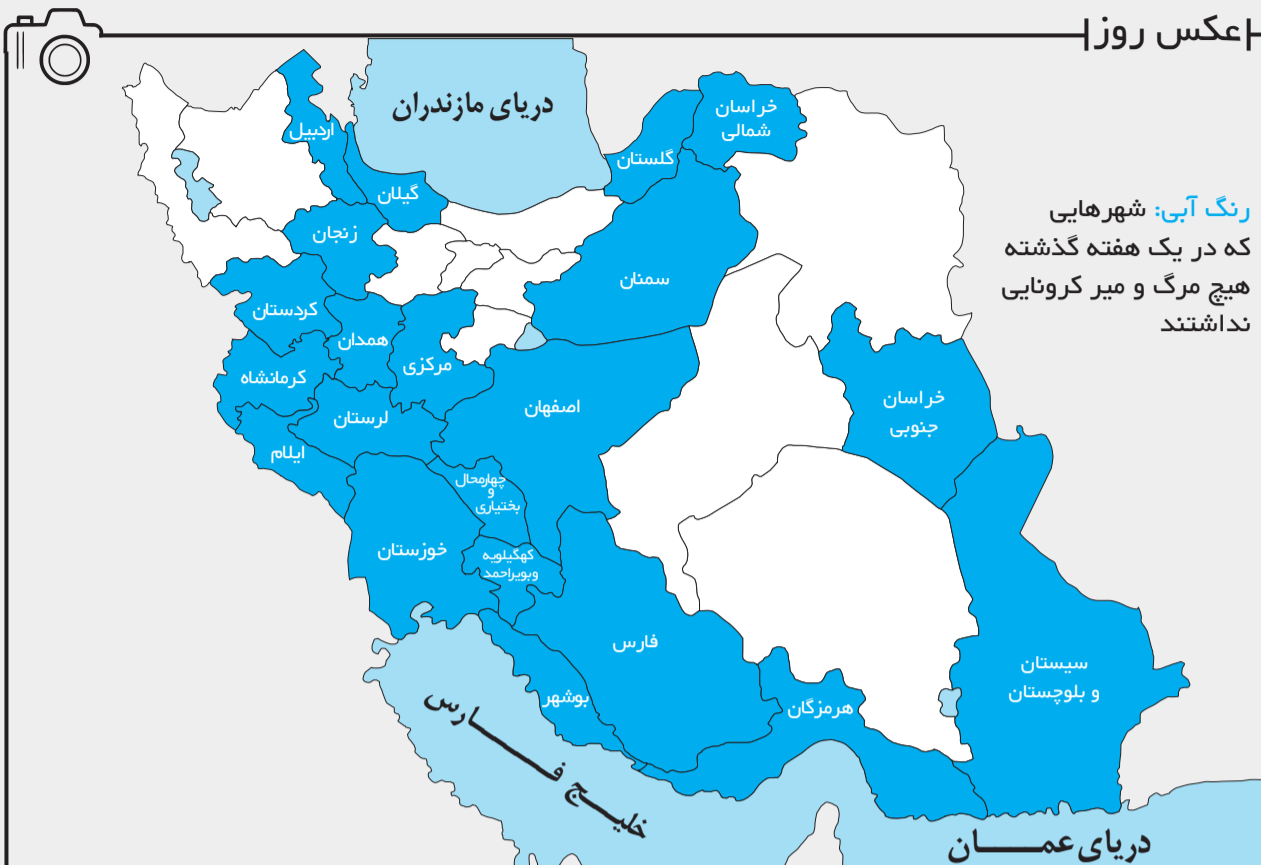 عکس روز
دریای مازندران
رنگ آبی: شهرهایی
که در یک هفته گذشته
هیچ مرگ و میر کرونایی
نداشتند
خراسان
شمالی
گلستان
اردبیل
گیلان
زنجان
سمنان
کردستان
همدان
مرکزی
کرمانشاه
خراسان
جنوبی
اصفهان
لرستان
ایلام
چهارمحال
و
بختیاری
خوزستان
کهگیلویه
وبویراحمد
فارس
سیستان
و بلوچستان
بوشهر
هرمزگان
خلیج فارس
دریای عمان